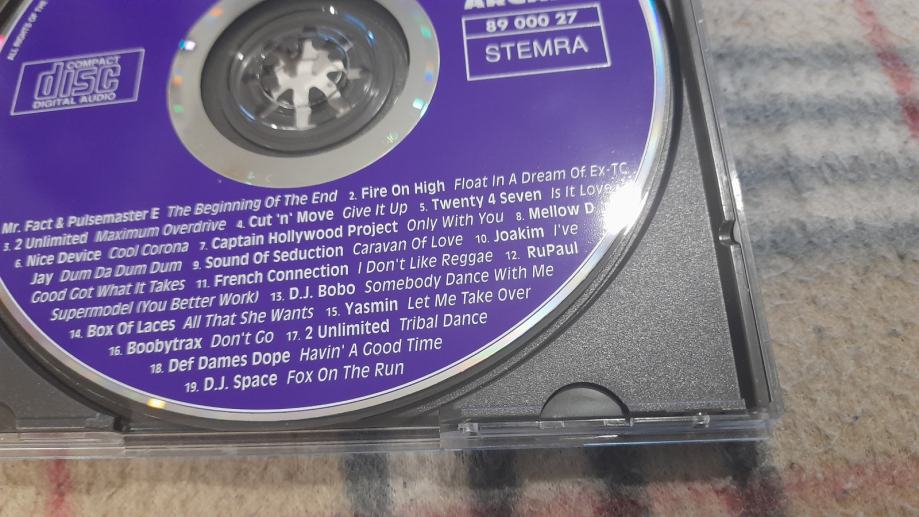 ALL RIGHTS OF THE
COMPACT
disc
DIGITAL AUDIO
89 000 27
STEMRA
Mr. Fact & Pulsemaster E The Beginning Of The End 2. Fire On High Float In A Dream Of Ex-TC
3. 2 Unlimited Maximum Overdrive 4. Cut 'n' Move Give It Up 5. Twenty 4 Seven Is It Love
6. Nice Device Cool Corona 7. Captain Hollywood Project Only With You 8. Mellow D
Jay Dum Da Dum Dum 9. Sound Of Seduction Caravan Of Love 10. Joakim I've
Good Got What It Takes 11. French Connection I Don't Like Reggae 12. RuPaul
Supermodel (You Better Work) 13. D.J. Bobo Somebody Dance With Me
14. Box Of Laces All That She Wants 15. Yasmin Let Me Take Over
16. Boobytrax Don't Go 17. 2 Unlimited Tribal Dance
18. Def Dames Dope Havin' A Good Time
19. D.J. Space Fox On The Run